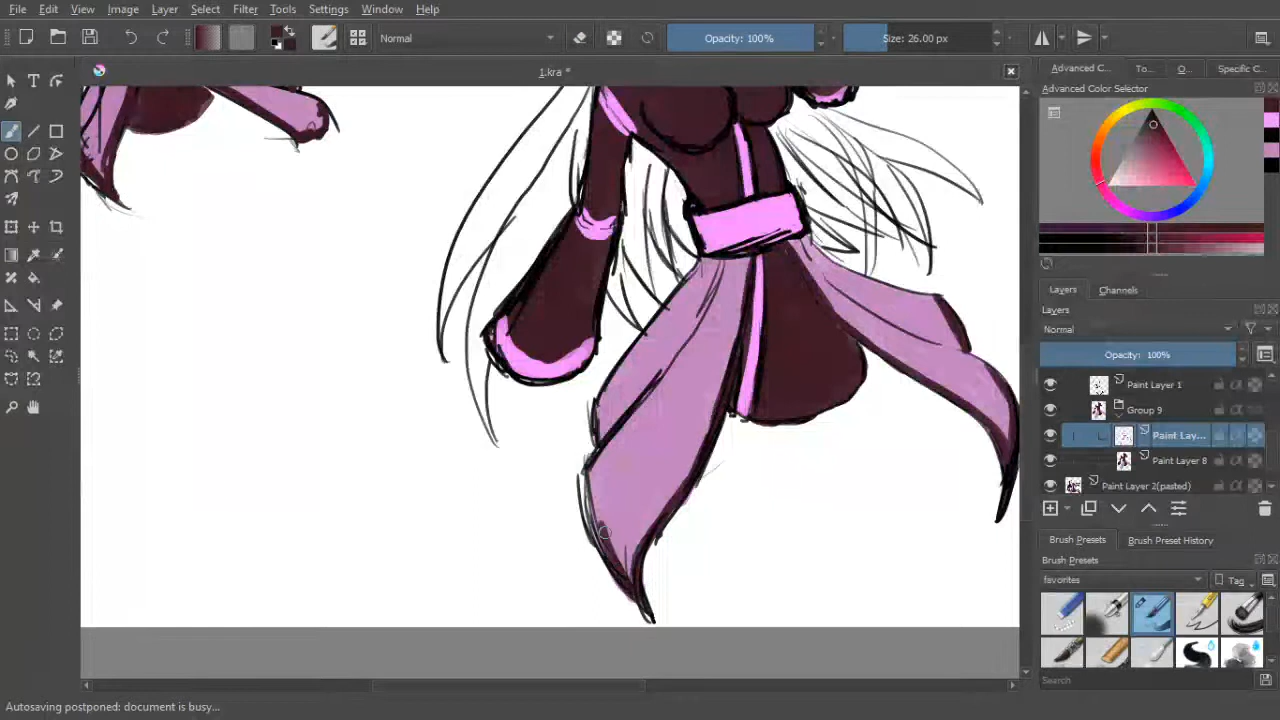 File Edit View Image Layer Select Filter Tools Settings Window Help
Normal Opacity: 100% Size: 26.00 px
1.kra *
Advanced C... To... O... Specific C...
Advanced Color Selector
Layers Channels
Layers
Normal
Opacity: 100%
Paint Layer 1
Group 9
Paint Lay...
Paint Layer 8
Paint Layer 2(pasted)
Brush Presets Brush Preset History
Brush Presets
favorites Tag
Search
Autosaving postponed: document is busy...